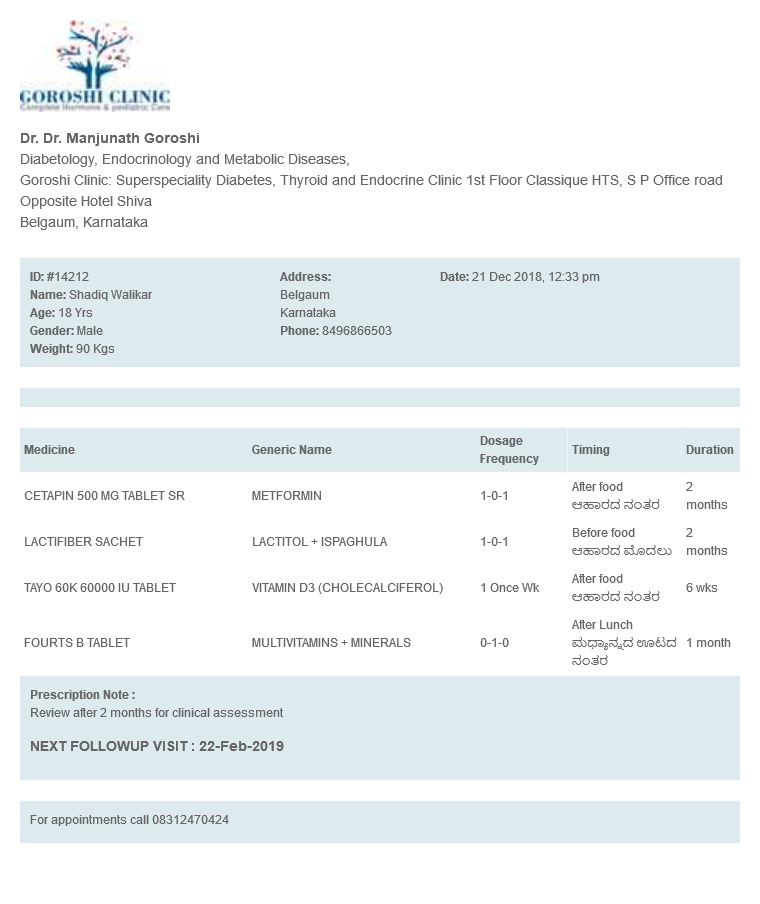 GOROSHI CLINIC
Complete Hormone & pediatric Care
Dr. Dr. Manjunath Goroshi
Diabetology, Endocrinology and Metabolic Diseases,
Goroshi Clinic: Superspeciality Diabetes, Thyroid and Endocrine Clinic 1st Floor Classique HTS, S P Office road
Opposite Hotel Shiva
Belgaum, Karnataka
ID: #14212 Address: Date: 21 Dec 2018, 12:33 pm
Name: Shadiq Walikar Belgaum
Age: 18 Yrs Karnataka
Gender: Male Phone: 8496866503
Weight: 90 Kgs
Medicine Generic Name Dosage Frequency Timing Duration
CETAPIN 500 MG TABLET SR METFORMIN 1-0-1 After food ಆಹಾರದ ನಂತರ 2 months
LACTIFIBER SACHET LACTITOL + ISPAGHULA 1-0-1 Before food ಆಹಾರದ ಮೊದಲು 2 months
TAYO 60K 60000 IU TABLET VITAMIN D3 (CHOLECALCIFEROL) 1 Once Wk After food ಆಹಾರದ ನಂತರ 6 wks
FOURTS B TABLET MULTIVITAMINS + MINERALS 0-1-0 After Lunch ಮಧ್ಯಾನ್ನದ ಊಟದ ನಂತರ 1 month
Prescription Note :
Review after 2 months for clinical assessment
NEXT FOLLOWUP VISIT : 22-Feb-2019
For appointments call 08312470424